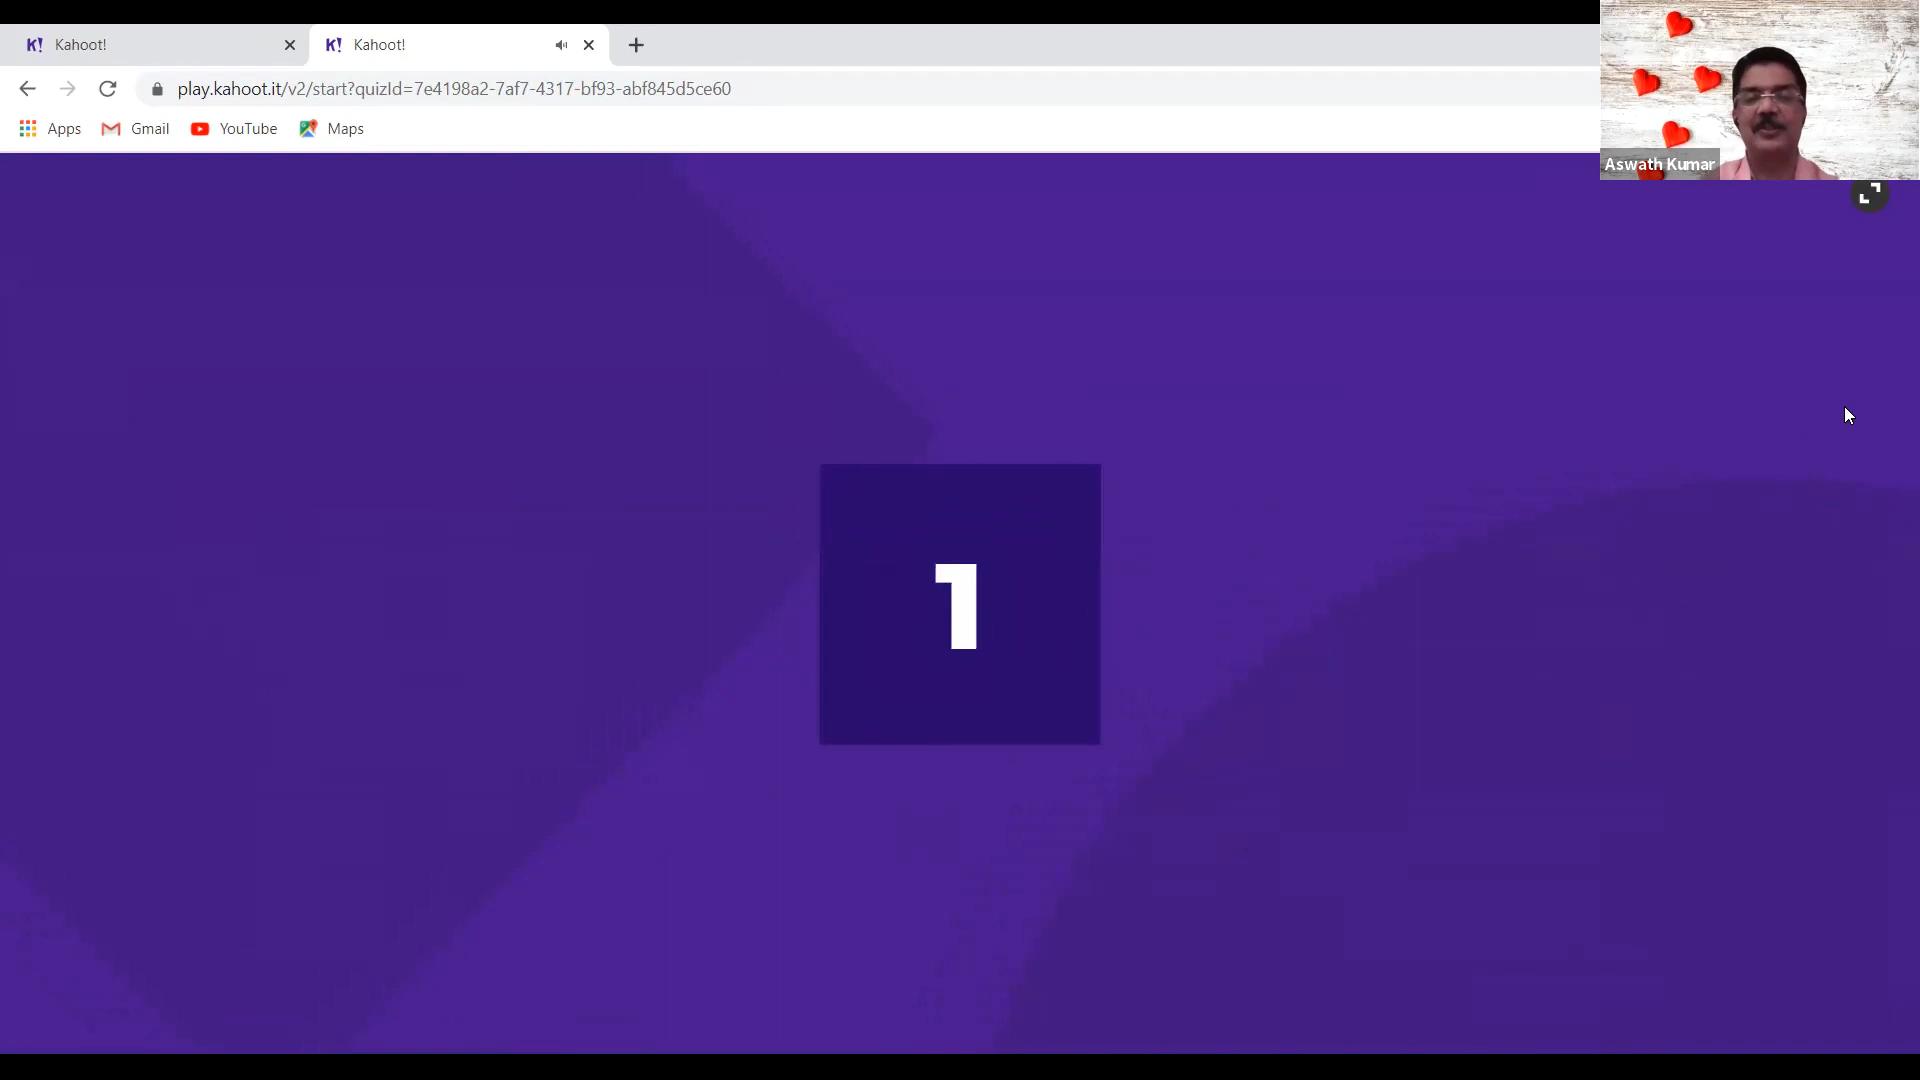 K! Kahoot!
K! Kahoot!
play.kahoot.it/v2/start?quizId=7e4198a2-7af7-4317-bf93-abf845d5ce60
Apps
Gmail
YouTube
Maps
Aswath Kumar
1